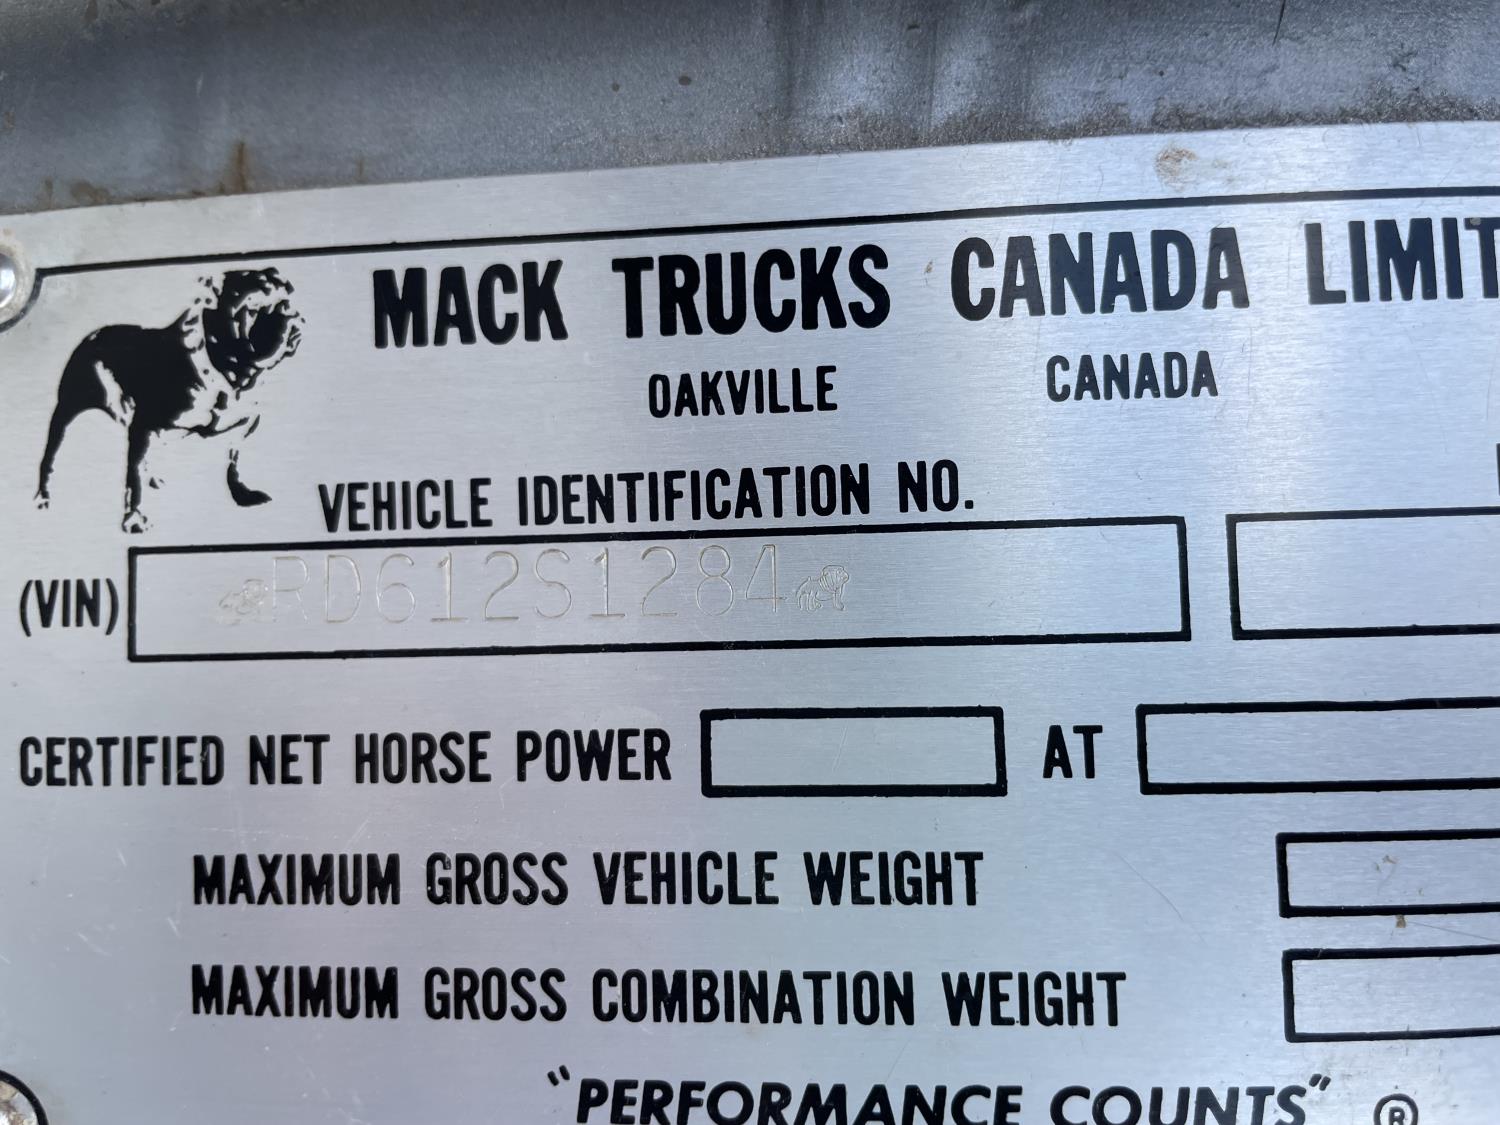 MACK TRUCKS CANADA LIMIT
OAKVILLE CANADA
VEHICLE IDENTIFICATION NO.
(VIN) RD612S1284
CERTIFIED NET HORSE POWER AT
MAXIMUM GROSS VEHICLE WEIGHT
MAXIMUM GROSS COMBINATION WEIGHT
"PERFORMANCE COUNTS" ®